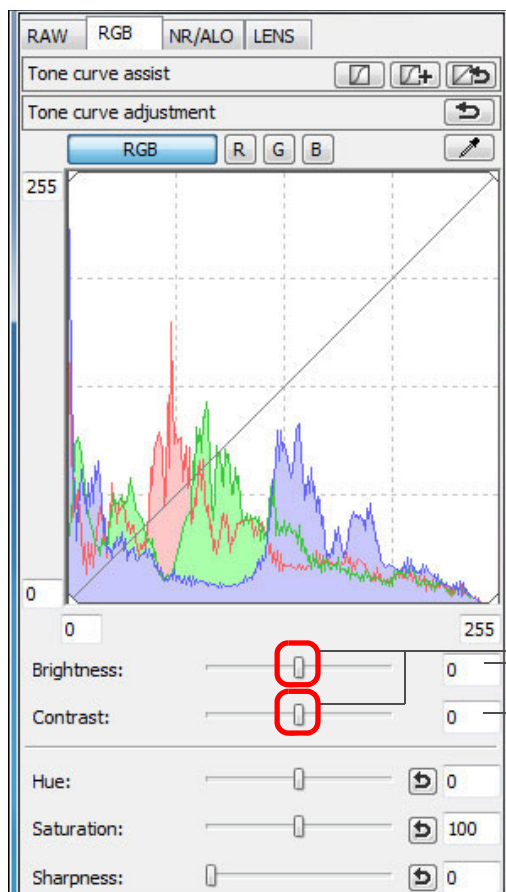 RAW RGB NR/ALO LENS
Tone curve assist
Tone curve adjustment
RGB R G B
255
0
0 255
Brightness: 0
Contrast: 0
Hue: 0
Saturation: 100
Sharpness: 0